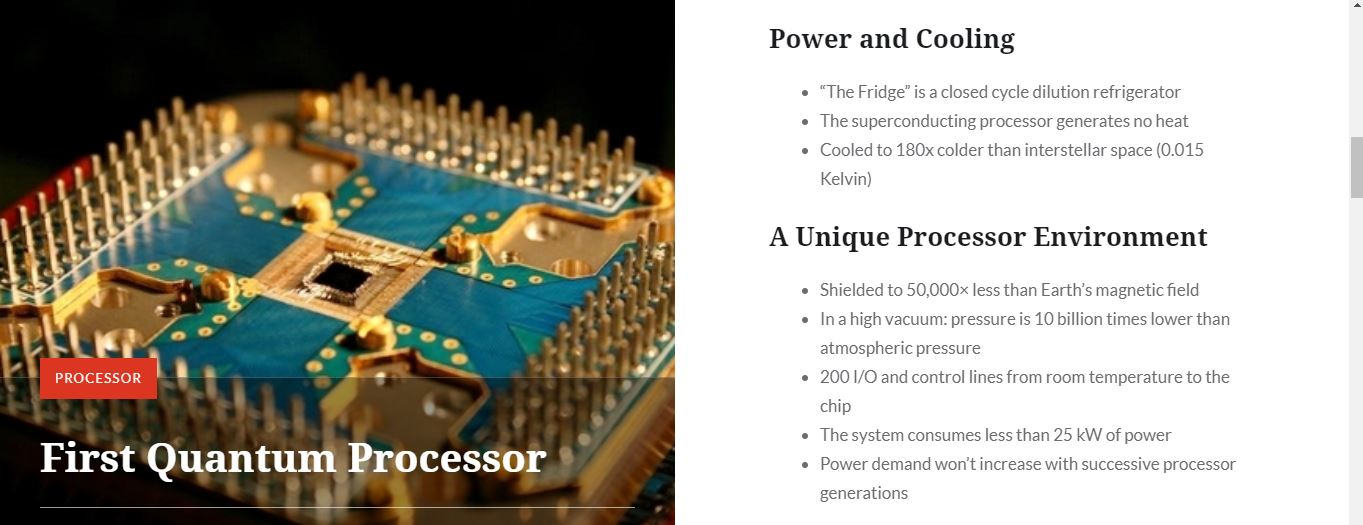 PROCESSOR
First Quantum Processor
Power and Cooling
“The Fridge” is a closed cycle dilution refrigerator
The superconducting processor generates no heat
Cooled to 180x colder than interstellar space (0.015
Kelvin)
A Unique Processor Environment
Shielded to 50,000× less than Earth’s magnetic field
In a high vacuum: pressure is 10 billion times lower than
atmospheric pressure
200 I/O and control lines from room temperature to the
chip
The system consumes less than 25 kW of power
Power demand won’t increase with successive processor
generations